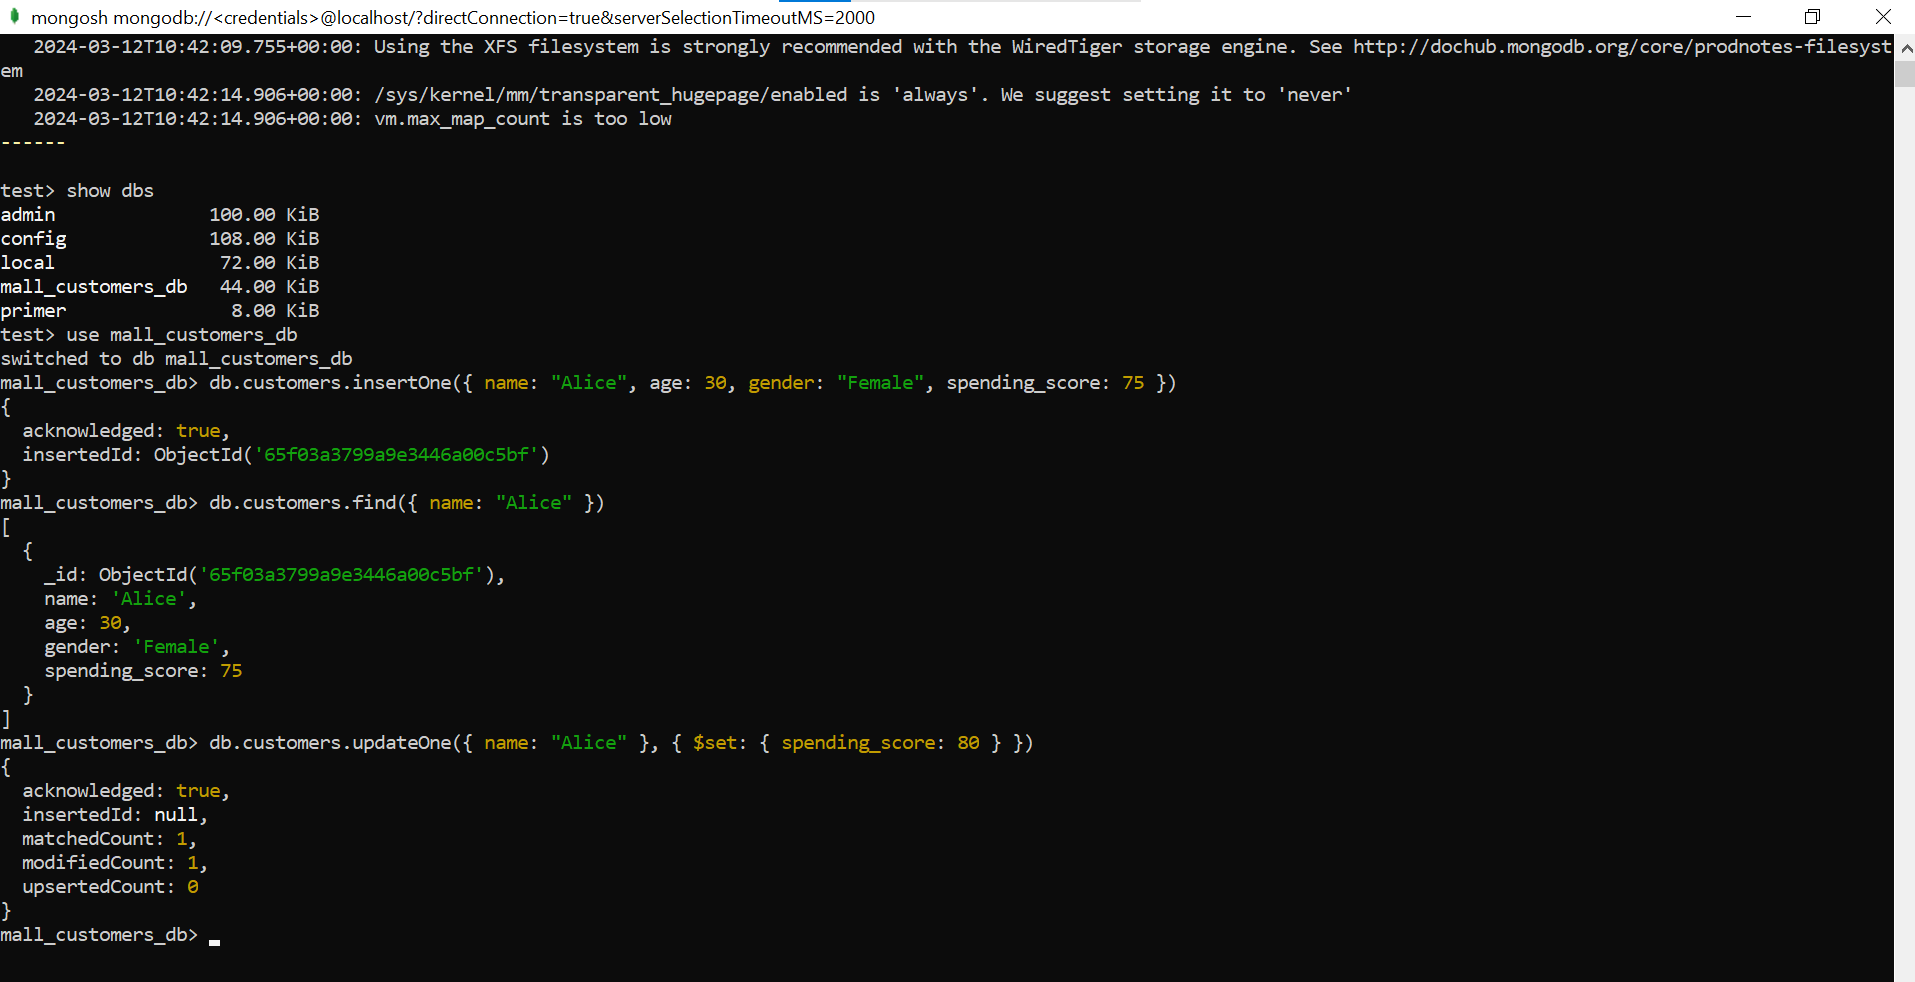 mongosh mongodb://<credentials>@localhost/?directConnection=true&serverSelectionTimeoutMS=2000
   2024-03-12T10:42:09.755+00:00: Using the XFS filesystem is strongly recommended with the WiredTiger storage engine. See http://dochub.mongodb.org/core/prodnotes-filesyst
em
   2024-03-12T10:42:14.906+00:00: /sys/kernel/mm/transparent_hugepage/enabled is 'always'. We suggest setting it to 'never'
   2024-03-12T10:42:14.906+00:00: vm.max_map_count is too low
------
test> show dbs
admin              100.00 KiB
config             108.00 KiB
local               72.00 KiB
mall_customers_db   44.00 KiB
primer               8.00 KiB
test> use mall_customers_db
switched to db mall_customers_db
mall_customers_db> db.customers.insertOne({ name: "Alice", age: 30, gender: "Female", spending_score: 75 })
{
  acknowledged: true,
  insertedId: ObjectId('65f03a3799a9e3446a00c5bf')
}
mall_customers_db> db.customers.find({ name: "Alice" })
[
  {
    _id: ObjectId('65f03a3799a9e3446a00c5bf'),
    name: 'Alice',
    age: 30,
    gender: 'Female',
    spending_score: 75
  }
]
mall_customers_db> db.customers.updateOne({ name: "Alice" }, { $set: { spending_score: 80 } })
{
  acknowledged: true,
  insertedId: null,
  matchedCount: 1,
  modifiedCount: 1,
  upsertedCount: 0
}
mall_customers_db>